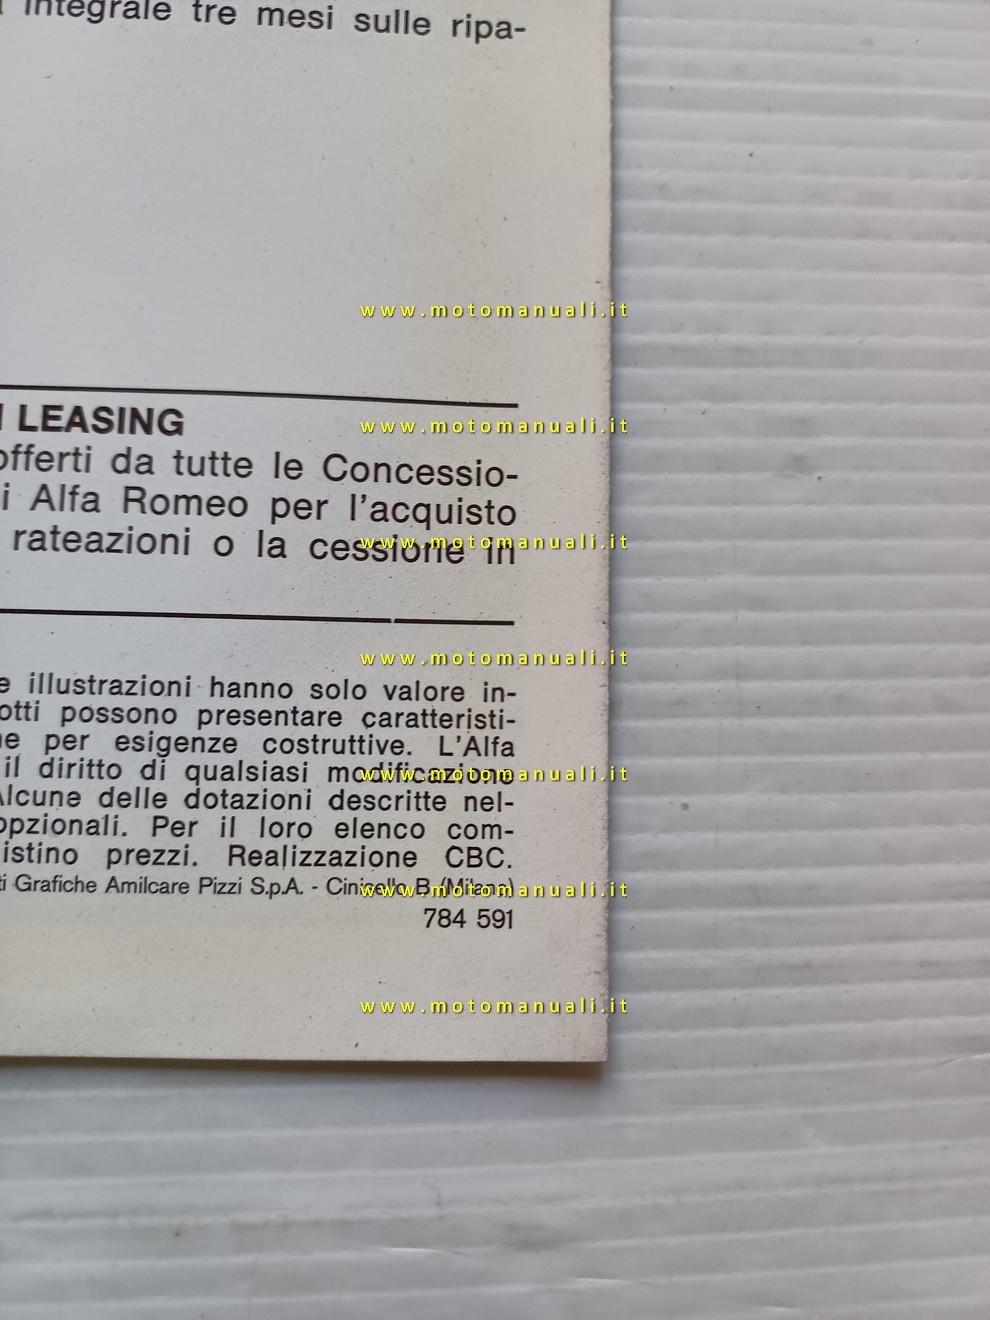 integrale tre mesi sulle ripa-
www.motomanuali.it
LEASING
www.motomanuali.it
offerti da tutte le Concessio-
i Alfa Romeo per l'acquisto
rateazioni o la cessione in
www.motomanuali.it
www.motomanuali.it
e illustrazioni hanno solo valore in-
otti possono presentare caratteristi-
ne per esigenze costruttive. L'Alfa
il diritto di qualsiasi modificazione
www.motomanuali.it
Alcune delle dotazioni descritte nel-
opzionali. Per il loro elenco com-
istino prezzi. Realizzazione CBC.
ti Grafiche Amilcare Pizzi S.p.A. - Cinisello B. (Milano)
www.motomanuali.it
784 591
www.motomanuali.it